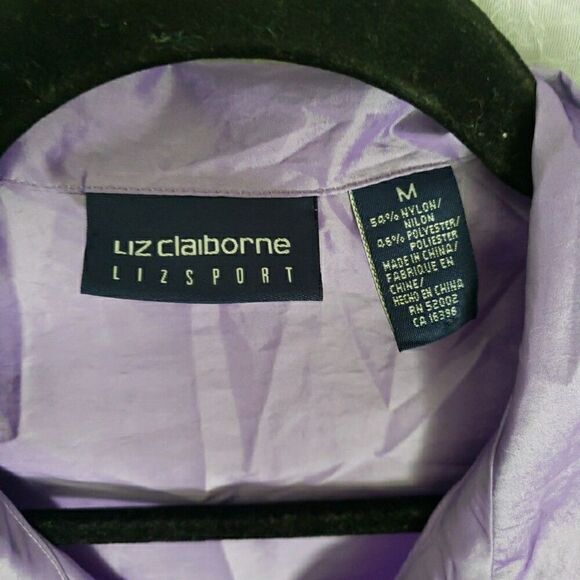 Liz claiborne
LIZSPORT
M
54% NYLON/
NILON
46% POLYESTER/
POLIESTER
MADE IN CHINA/
FABRIQUE EN
CHINE/
HECHO EN CHINA
RN 52002
CA 16396